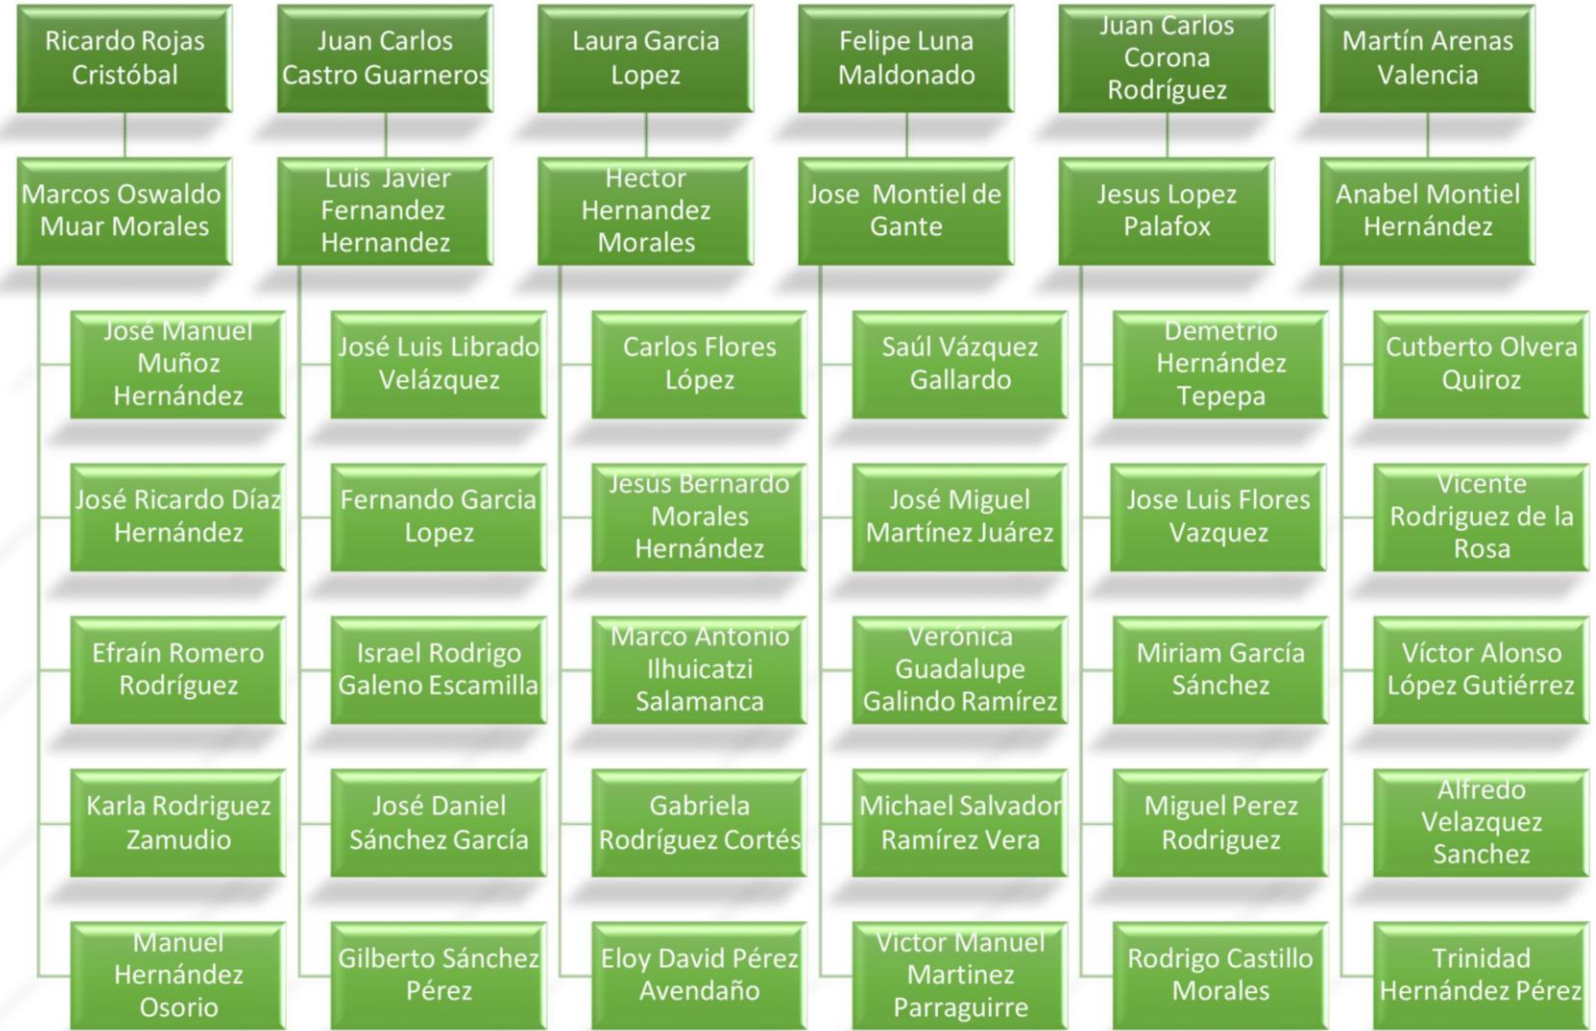 Ricardo Rojas
Cristóbal
Juan Carlos
Castro Guarneros
Laura Garcia
Lopez
Felipe Luna
Maldonado
Juan Carlos
Corona
Rodríguez
Martín Arenas
Valencia
Marcos Oswaldo
Muar Morales
Luis Javier
Fernandez
Hernandez
Hector
Hernandez
Morales
Jose Montiel de
Gante
Jesus Lopez
Palafox
Anabel Montiel
Hernández
José Manuel
Muñoz
Hernández
José Luis Librado
Velázquez
Carlos Flores
López
Saúl Vázquez
Gallardo
Demetrio
Hernández
Tepepa
Cutberto Olvera
Quiroz
José Ricardo Díaz
Hernández
Fernando Garcia
Lopez
Jesús Bernardo
Morales
Hernández
José Miguel
Martínez Juárez
Jose Luis Flores
Vazquez
Vicente
Rodriguez de la
Rosa
Efraín Romero
Rodríguez
Israel Rodrigo
Galeno Escamilla
Marco Antonio
Ilhuicatzi
Salamanca
Verónica
Guadalupe
Galindo Ramírez
Miriam García
Sánchez
Víctor Alonso
López Gutiérrez
Karla Rodriguez
Zamudio
José Daniel
Sánchez García
Gabriela
Rodríguez Cortés
Michael Salvador
Ramírez Vera
Miguel Perez
Rodriguez
Alfredo
Velazquez
Sanchez
Manuel
Hernández
Osorio
Gilberto Sánchez
Pérez
Eloy David Pérez
Avendaño
Victor Manuel
Martinez
Parraguirre
Rodrigo Castillo
Morales
Trinidad
Hernández Pérez